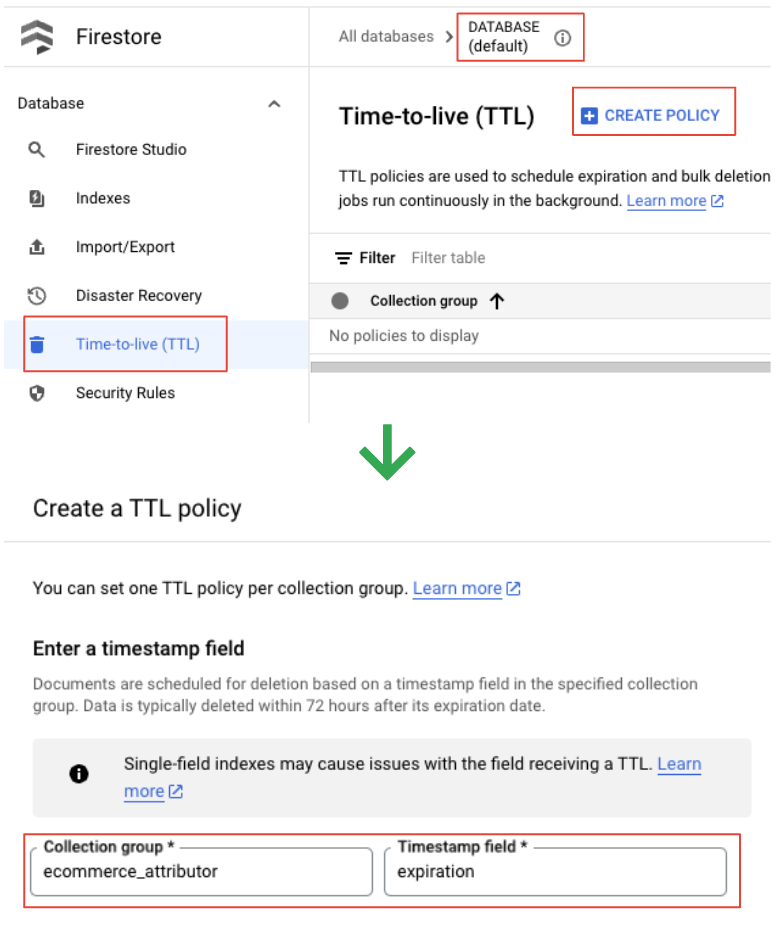 Firestore
All databases
DATABASE
(default)
Database
Firestore Studio
Indexes
Import/Export
Disaster Recovery
Time-to-live (TTL)
Security Rules
Time-to-live (TTL)
CREATE POLICY
TTL policies are used to schedule expiration and bulk deletion
jobs run continuously in the background. Learn more
Filter Filter table
Collection group
No policies to display
Create a TTL policy
You can set one TTL policy per collection group. Learn more
Enter a timestamp field
Documents are scheduled for deletion based on a timestamp field in the specified collection
group. Data is typically deleted within 72 hours after its expiration date.
Single-field indexes may cause issues with the field receiving a TTL. Learn
more
Collection group *
ecommerce_attributor
Timestamp field *
expiration